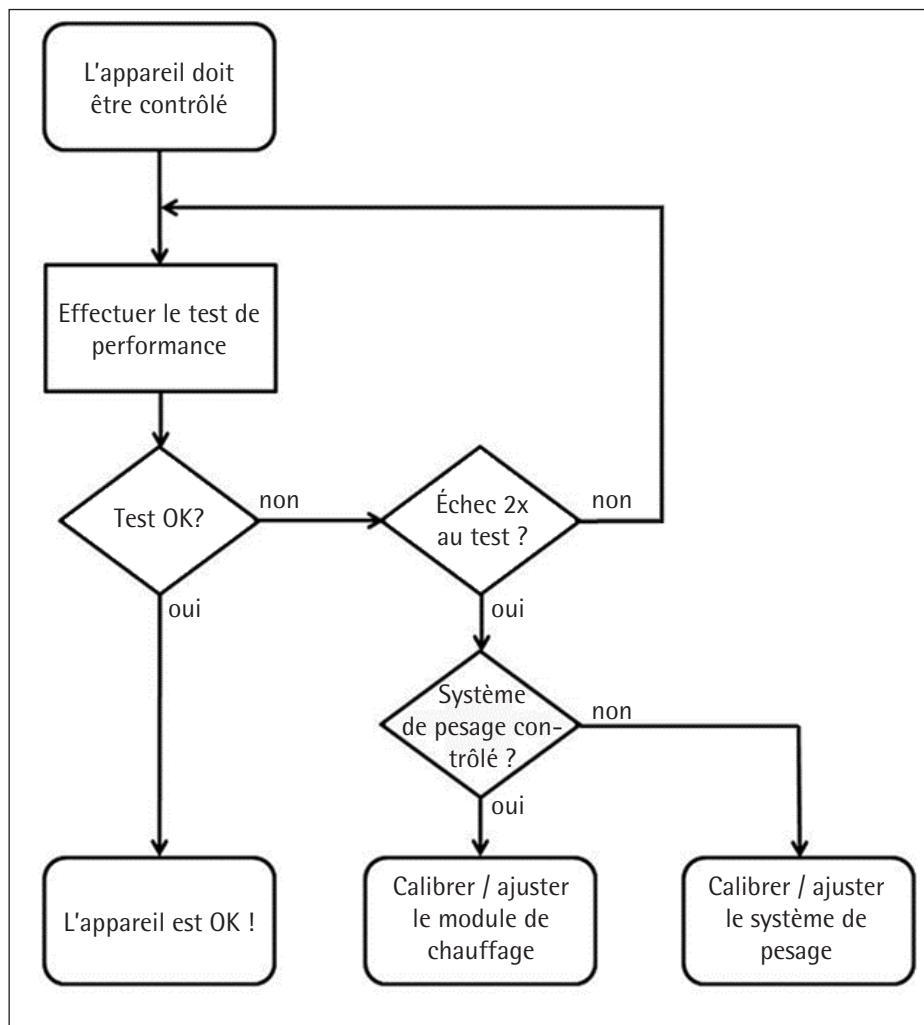 L'appareil doit
être contrôlé
Effectuer le test de
performance
Test OK?
non
Échec 2x
au test ?
non
oui
oui
Système
de pesage con-
trôlé ?
non
oui
L'appareil est OK !
Calibrer / ajuster
le module de
chauffage
Calibrer / ajuster
le système de
pesage